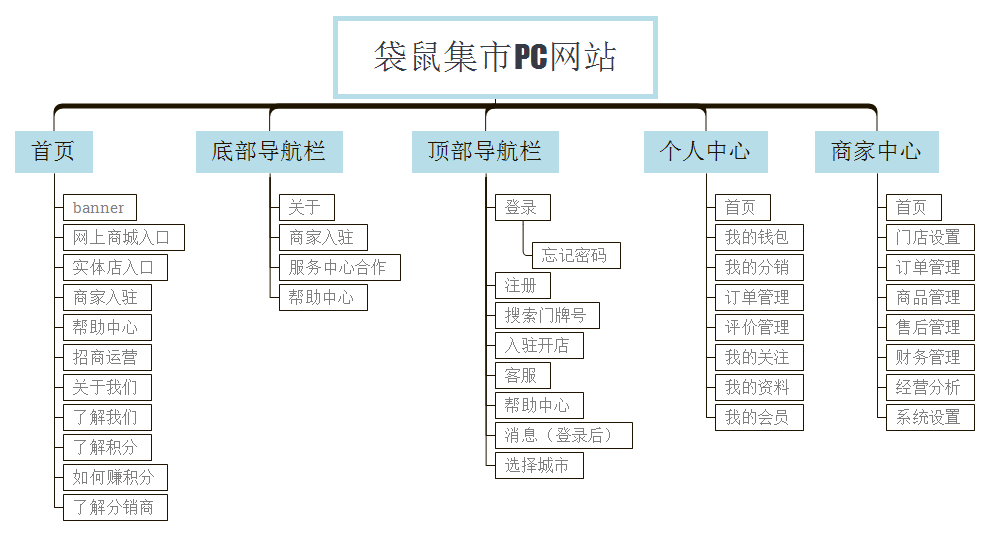 袋鼠集市PC网站
首页
banner
网上商城入口
实体店入口
商家入驻
帮助中心
招商运营
关于我们
了解我们
了解积分
如何赚积分
了解分销商
底部导航栏
关于
商家入驻
服务中心合作
帮助中心
顶部导航栏
登录
忘记密码
注册
搜索门牌号
入驻开店
客服
帮助中心
消息（登录后）
选择城市
个人中心
首页
我的钱包
我的分销
订单管理
评价管理
我的关注
我的资料
我的会员
商家中心
首页
门店设置
订单管理
商品管理
售后管理
财务管理
经营分析
系统设置